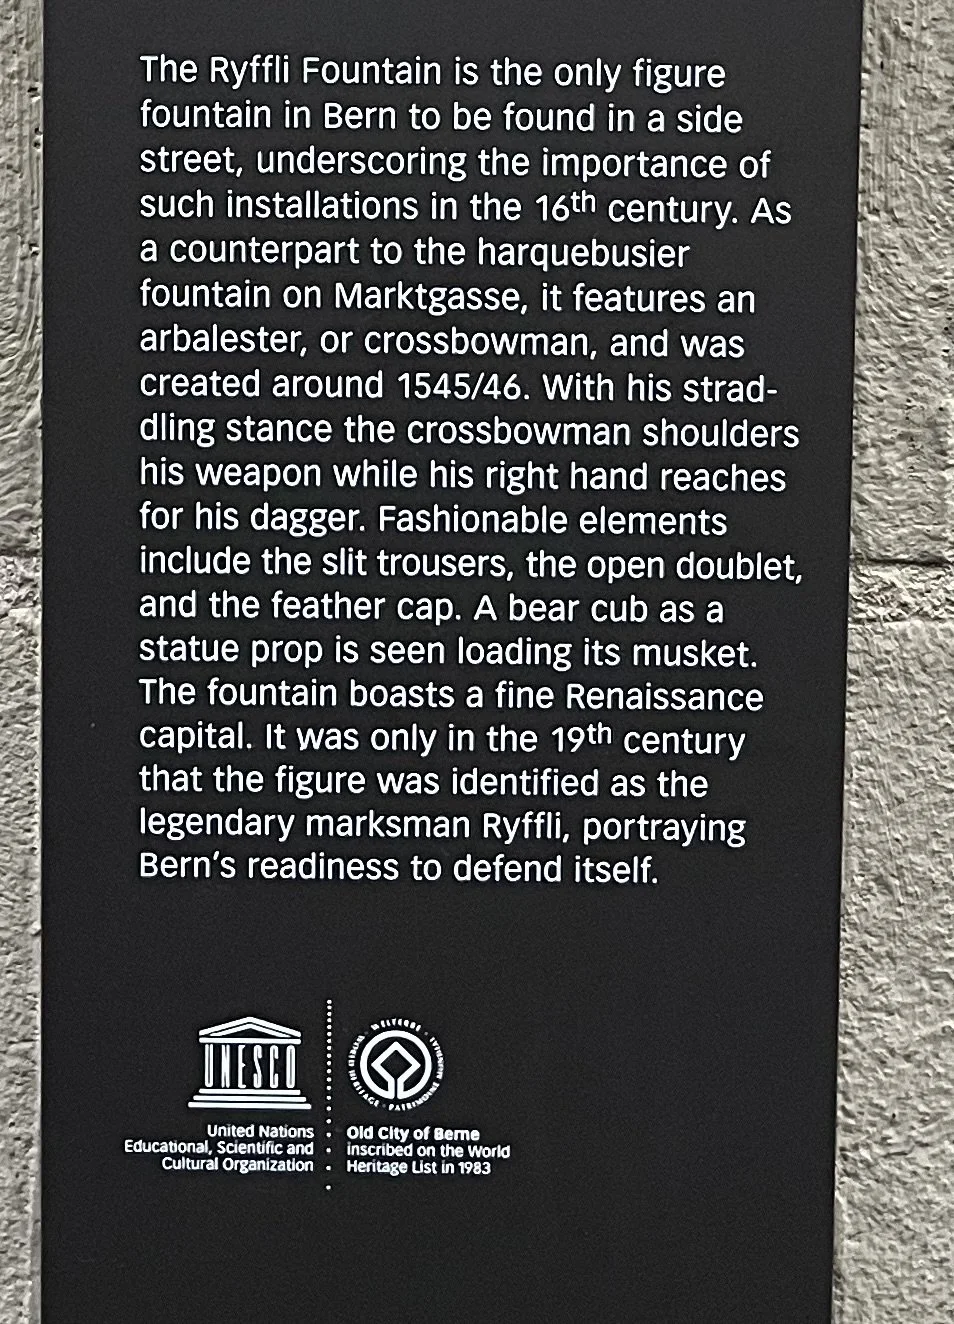 The Ryffli Fountain is the only figure
fountain in Bern to be found in a side
street, underscoring the importance of
such installations in the 16th century. As
a counterpart to the harquebusier
fountain on Marktgasse, it features an
arbalester, or crossbowman, and was
created around 1545/46. With his strad-
dling stance the crossbowman shoulders
his weapon while his right hand reaches
for his dagger. Fashionable elements
include the slit trousers, the open doublet,
and the feather cap. A bear cub as a
statue prop is seen loading its musket.
The fountain boasts a fine Renaissance
capital. It was only in the 19th century
that the figure was identified as the
legendary marksman Ryffli, portraying
Bern's readiness to defend itself.
UNESCO
United Nations
Educational, Scientific and
Cultural Organization
WELTERBE · PATRIMOINE MONDIAL · WORLD HERITAGE ·
Old City of Berne
inscribed on the World
Heritage List in 1983